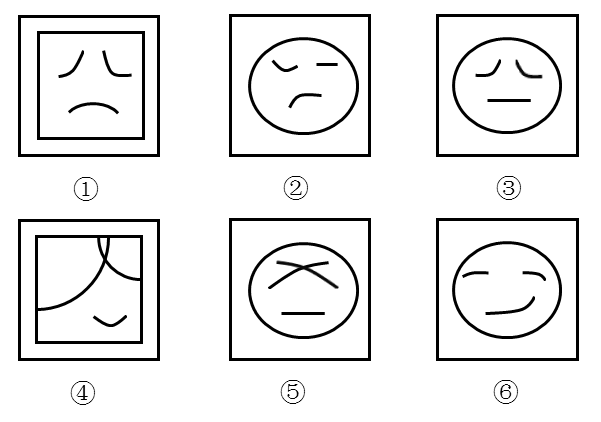 ① ② ③
④ ⑤ ⑥